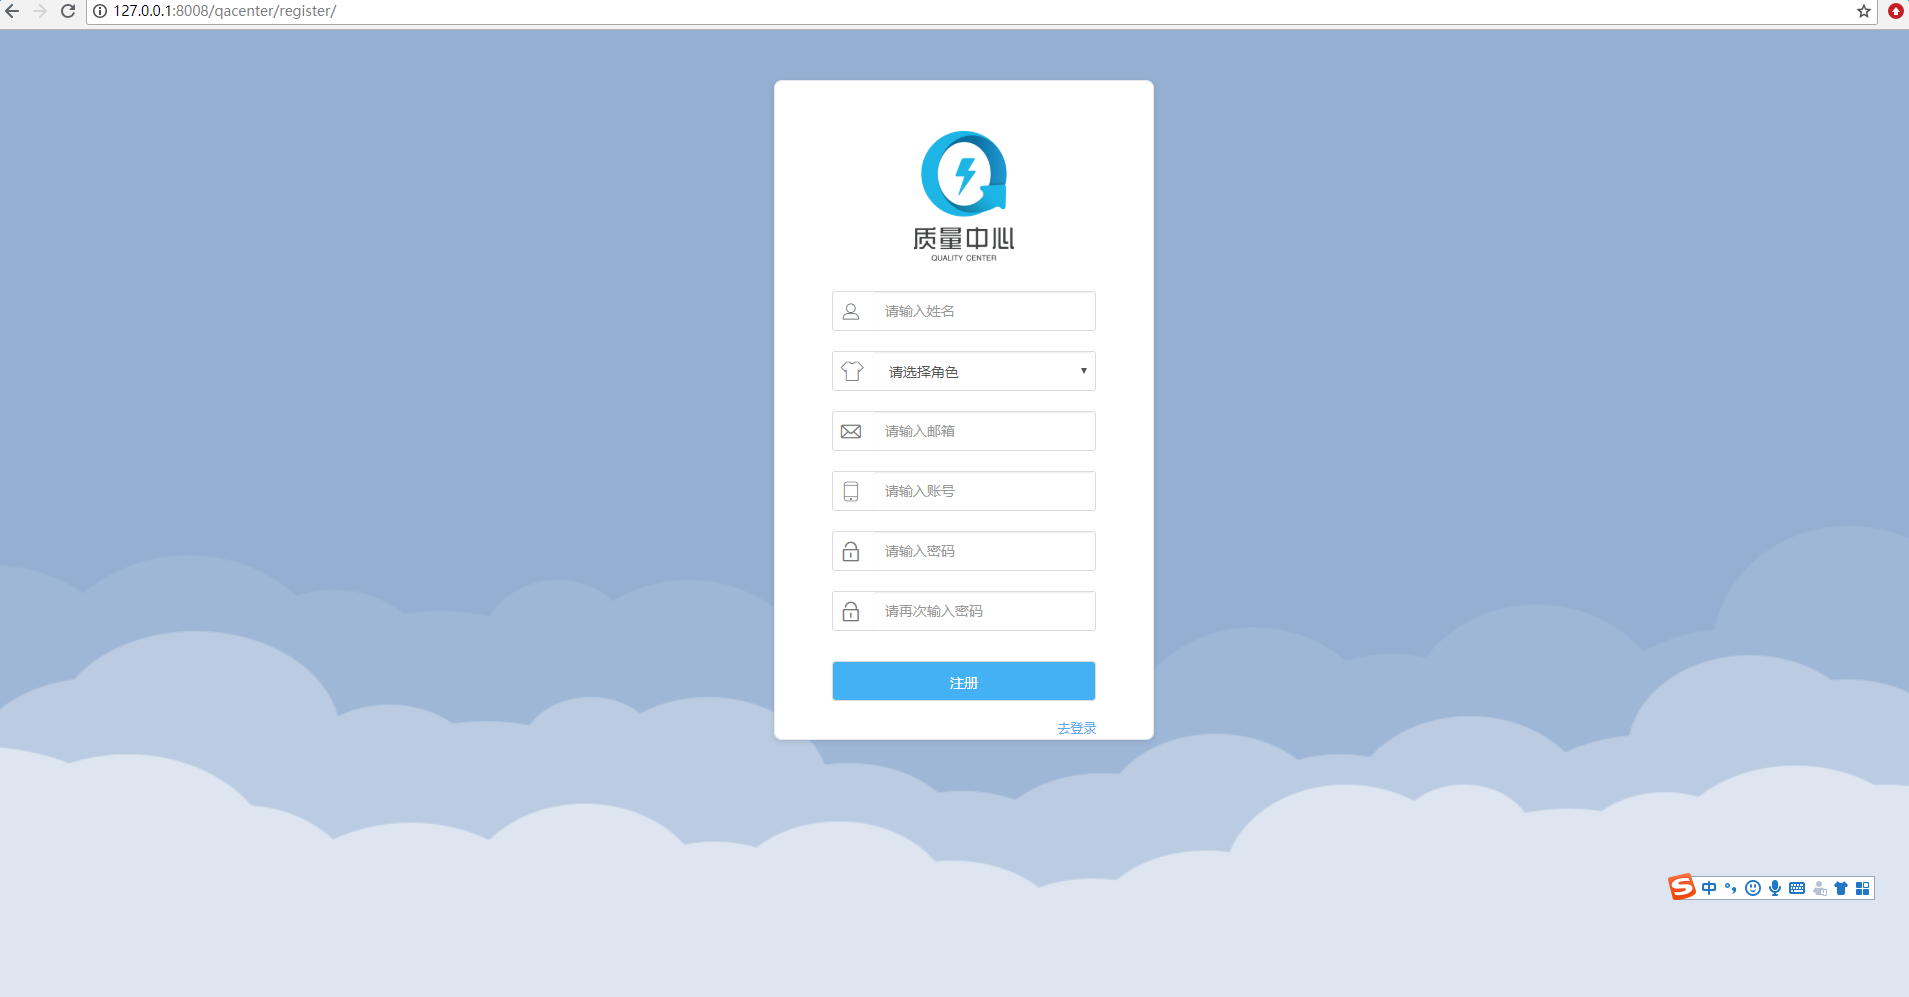 127.0.0.1:8008/qacenter/register/
质量中心
QUALITY CENTER
请输入姓名
请选择角色
请输入邮箱
请输入账号
请输入密码
请再次输入密码
注册
去登录
中